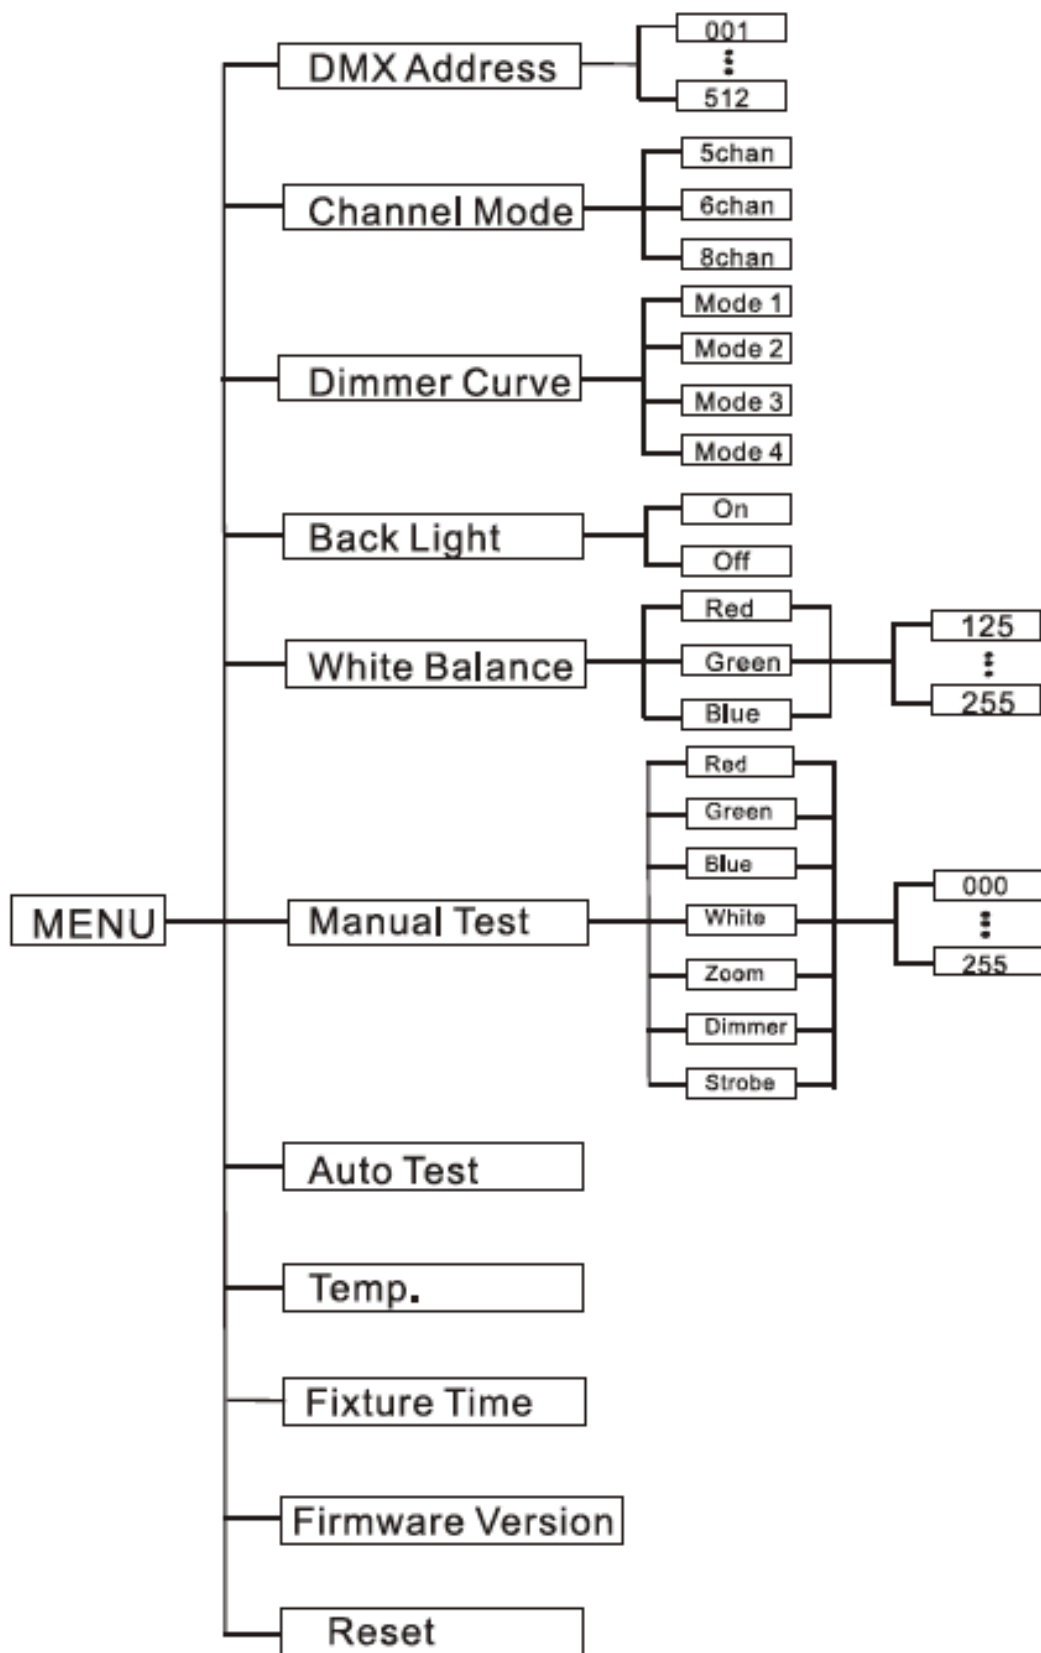 DMX Address
001
512
Channel Mode
5chan
6chan
8chan
Dimmer Curve
Mode 1
Mode 2
Mode 3
Mode 4
Back Light
On
Off
White Balance
Red
Green
Blue
125
255
MENU
Manual Test
Red
Green
Blue
White
Zoom
Dimmer
Strobe
000
255
Auto Test
Temp.
Fixture Time
Firmware Version
Reset